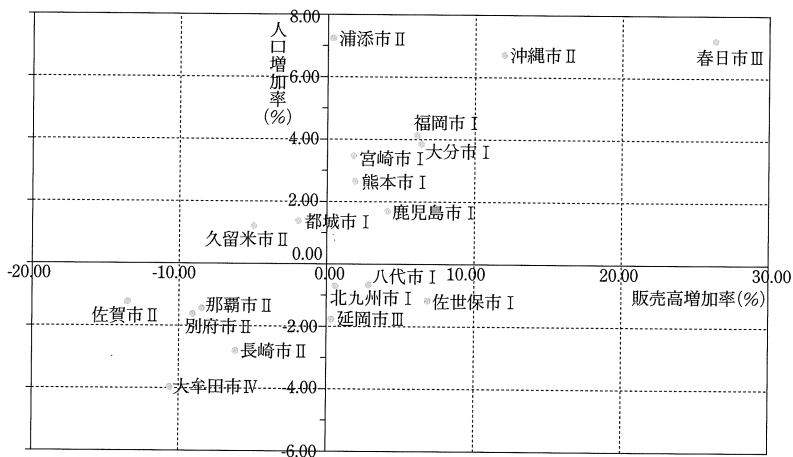 8.00
人口増加率(%)
浦添市Ⅱ
沖縄市Ⅱ
春日市Ⅲ
6.00
福岡市Ⅰ
4.00
大分市Ⅰ
宮崎市Ⅰ
熊本市Ⅰ
2.00
鹿児島市Ⅰ
都城市Ⅰ
久留米市Ⅱ
0.00
-20.00
-10.00
0.00
10.00
20.00
30.00
八代市Ⅰ
北九州市Ⅰ
佐世保市Ⅰ
販売高増加率(%)
那覇市Ⅱ
佐賀市Ⅱ
別府市Ⅱ
延岡市Ⅲ
-2.00
長崎市Ⅱ
大牟田市Ⅳ
-4.00
-6.00